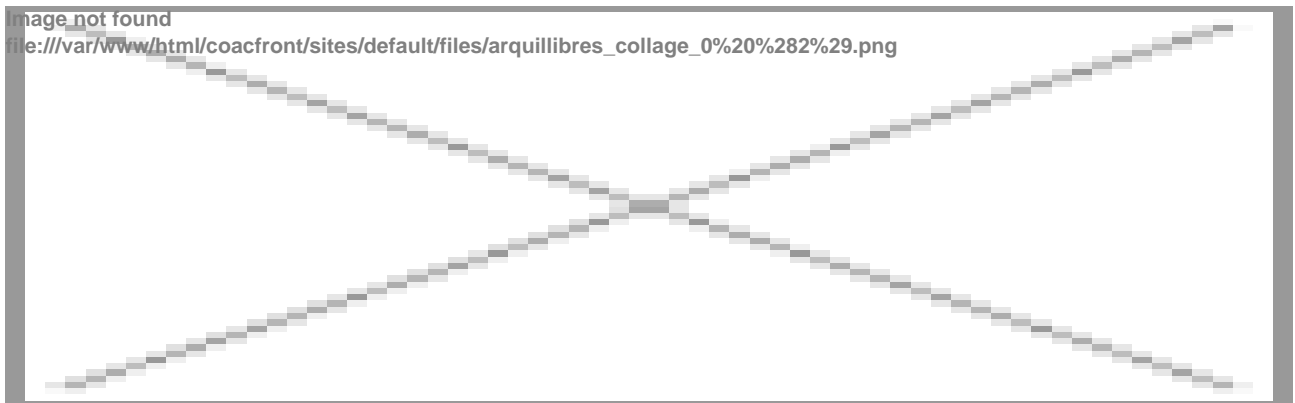 Image not found
file:///var/www/html/coacfront/sites/default/files/arquillibres_collage_0%20%282%29.png